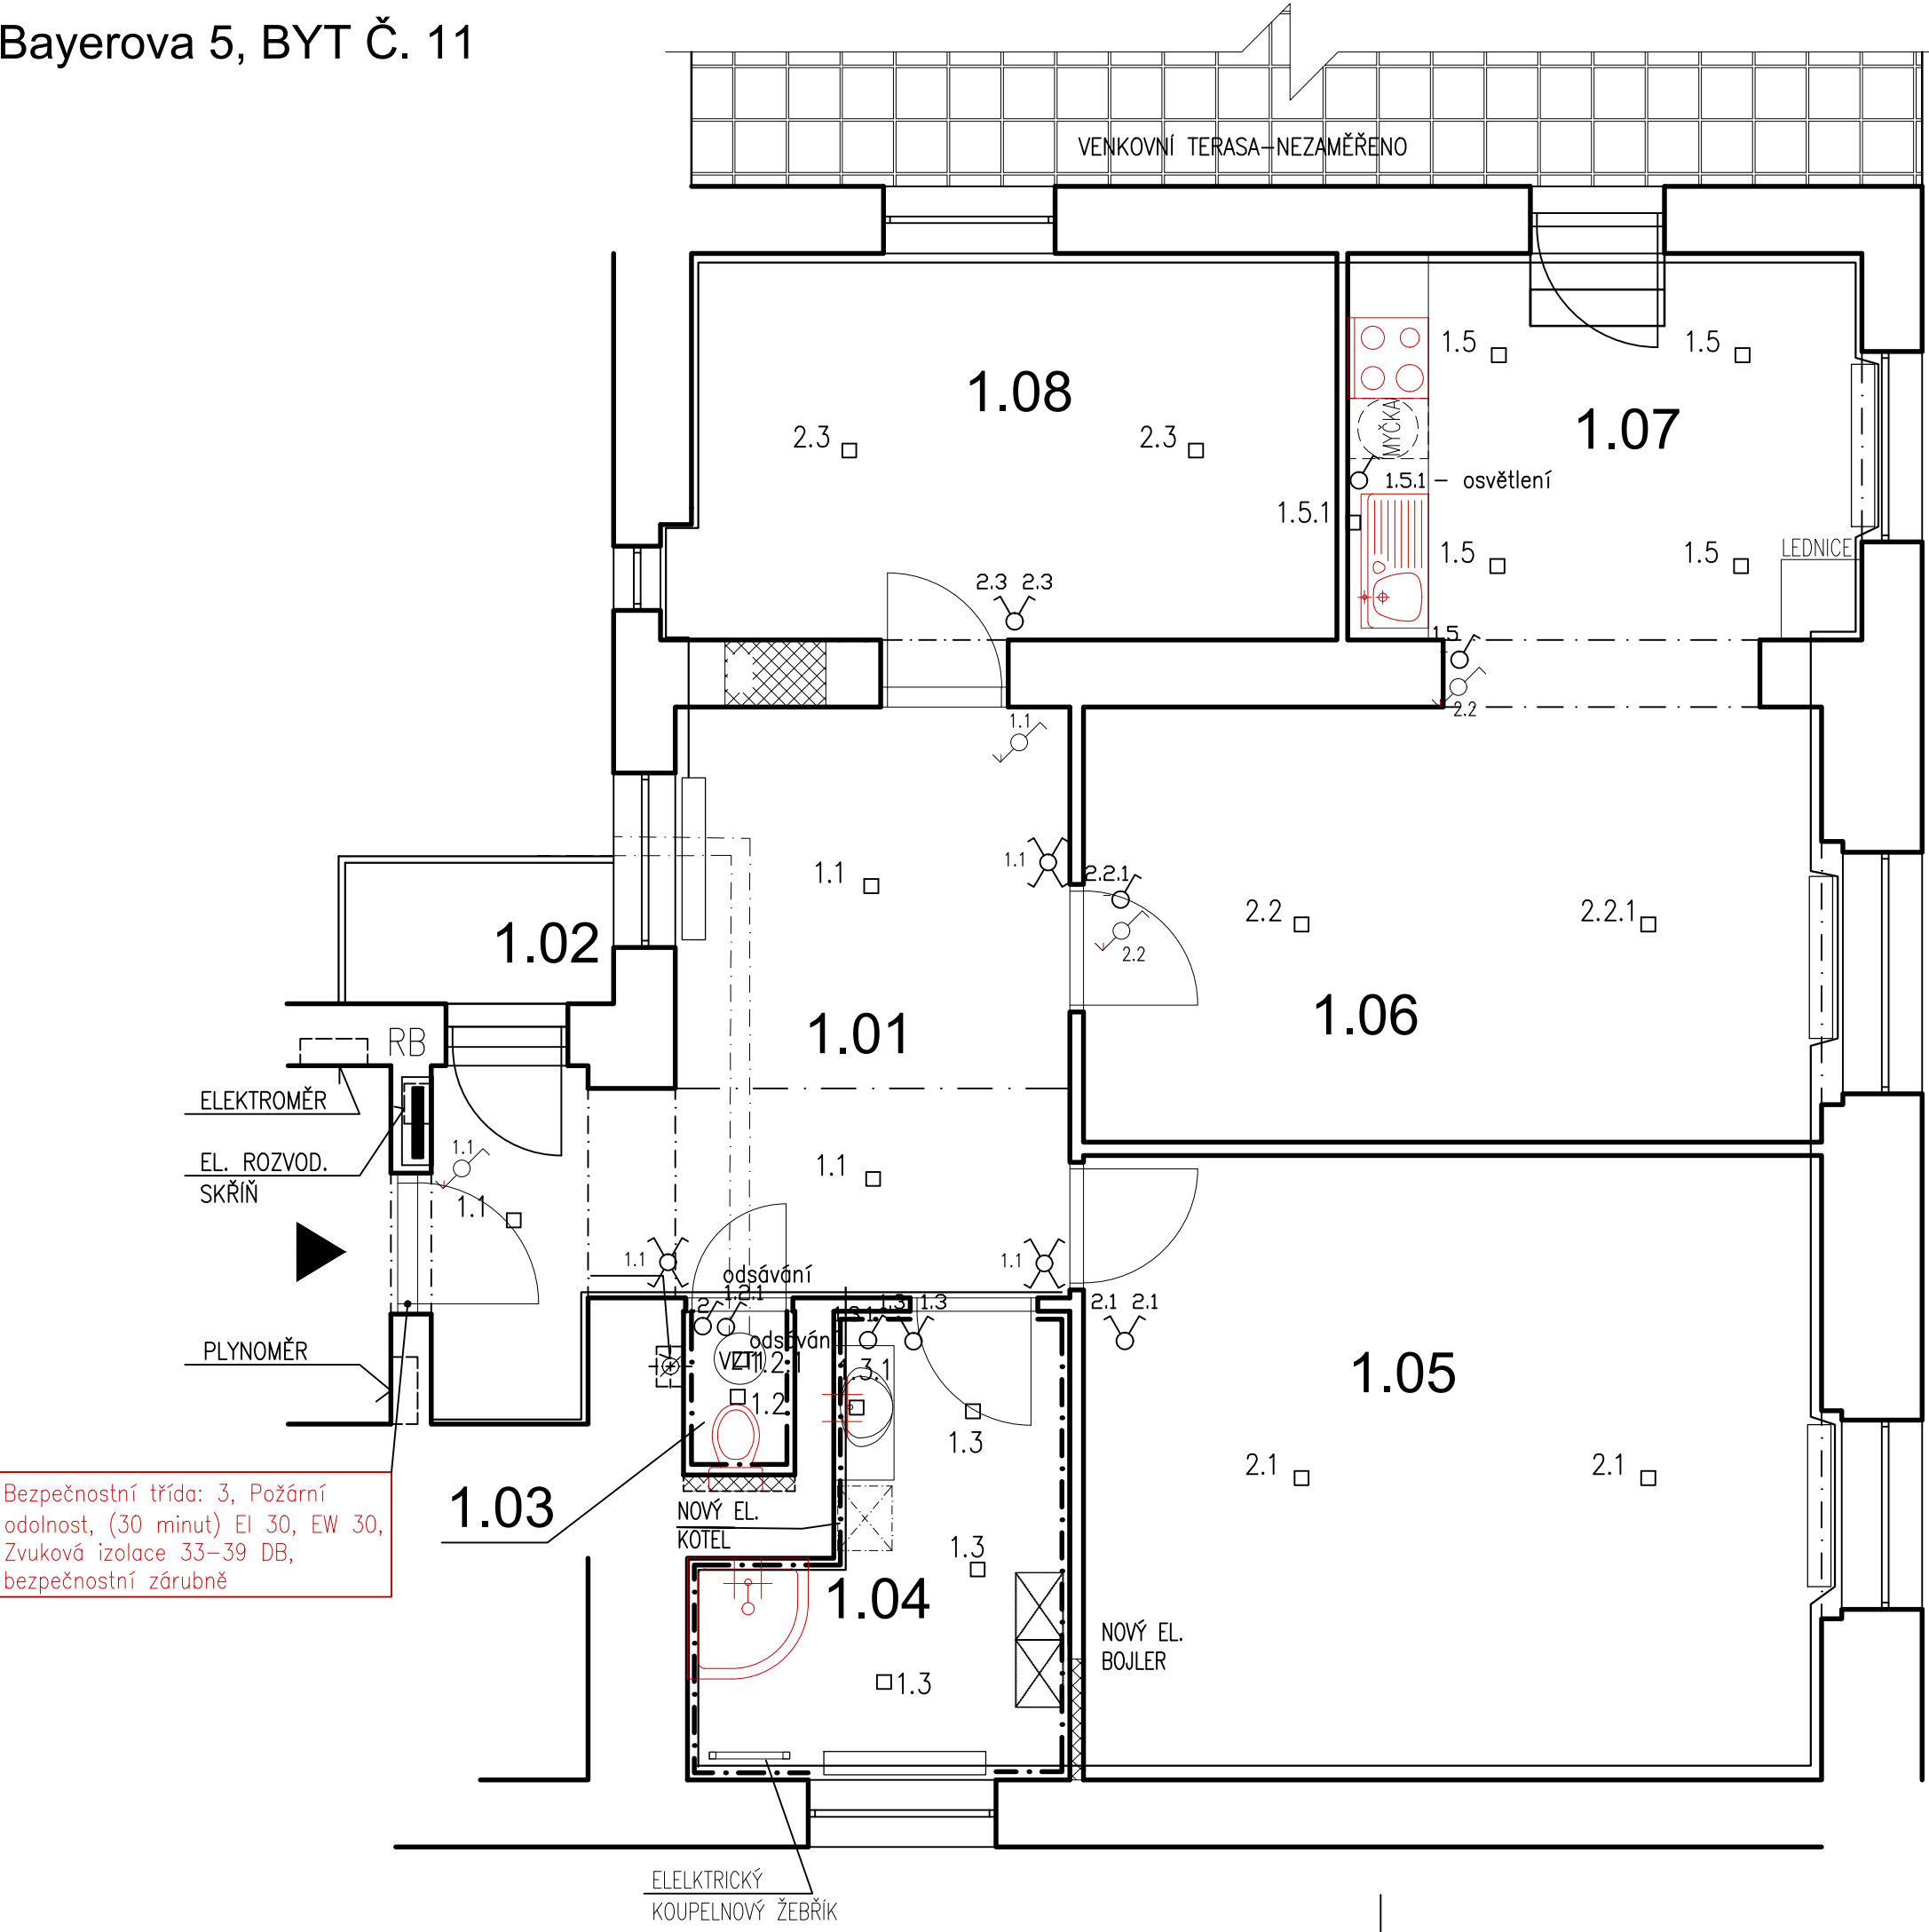 Bayerova 5, BYT Č. 11
VENKOVNÍ TERASA-NEZAMĚŘENO
1.08
2.3
2.3
2.3 2.3
1.5
1.5
1.07
MYČKA
1.5.1 - osvětlení
1.5.1
1.5
1.5
LEDNICE
1.5
2.2
1.1
1.1
1.1
2.2.1
2.2
2.2
2.2.1
1.02
1.01
1.06
RB
ELEKTROMĚR
EL. ROZVOD.
SKŘÍŇ
1.1
1.1
1.1
1.1
1.1
odsávání
1.2.1
1.3 1.3
2.1 2.1
PLYNOMĚR
VZT
1.2
1.3
1.05
2.1
2.1
Bezpečnostní třída: 3, Požární
odolnost, (30 minut) EI 30, EW 30,
Zvuková izolace 33-39 DB,
bezpečnostní zárubně
1.03
NOVÝ EL.
KOTEL
1.3
1.04
1.3
NOVÝ EL.
BOJLER
ELELKTRICKÝ
KOUPELNOVÝ ŽEBŘÍK